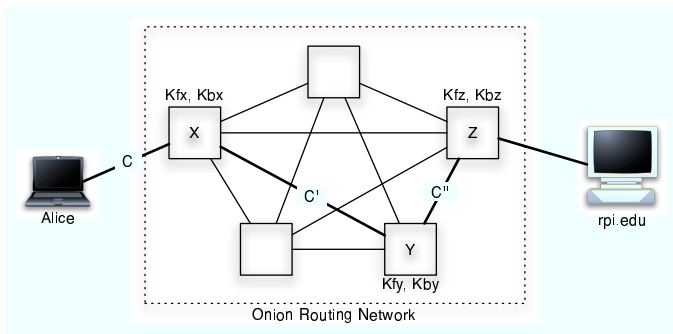 Kfx, Kbx
Kfz, Kbz
X
Z
C
C'
C"
Alice
rpi.edu
Y
Kfy, Kby
Onion Routing Network